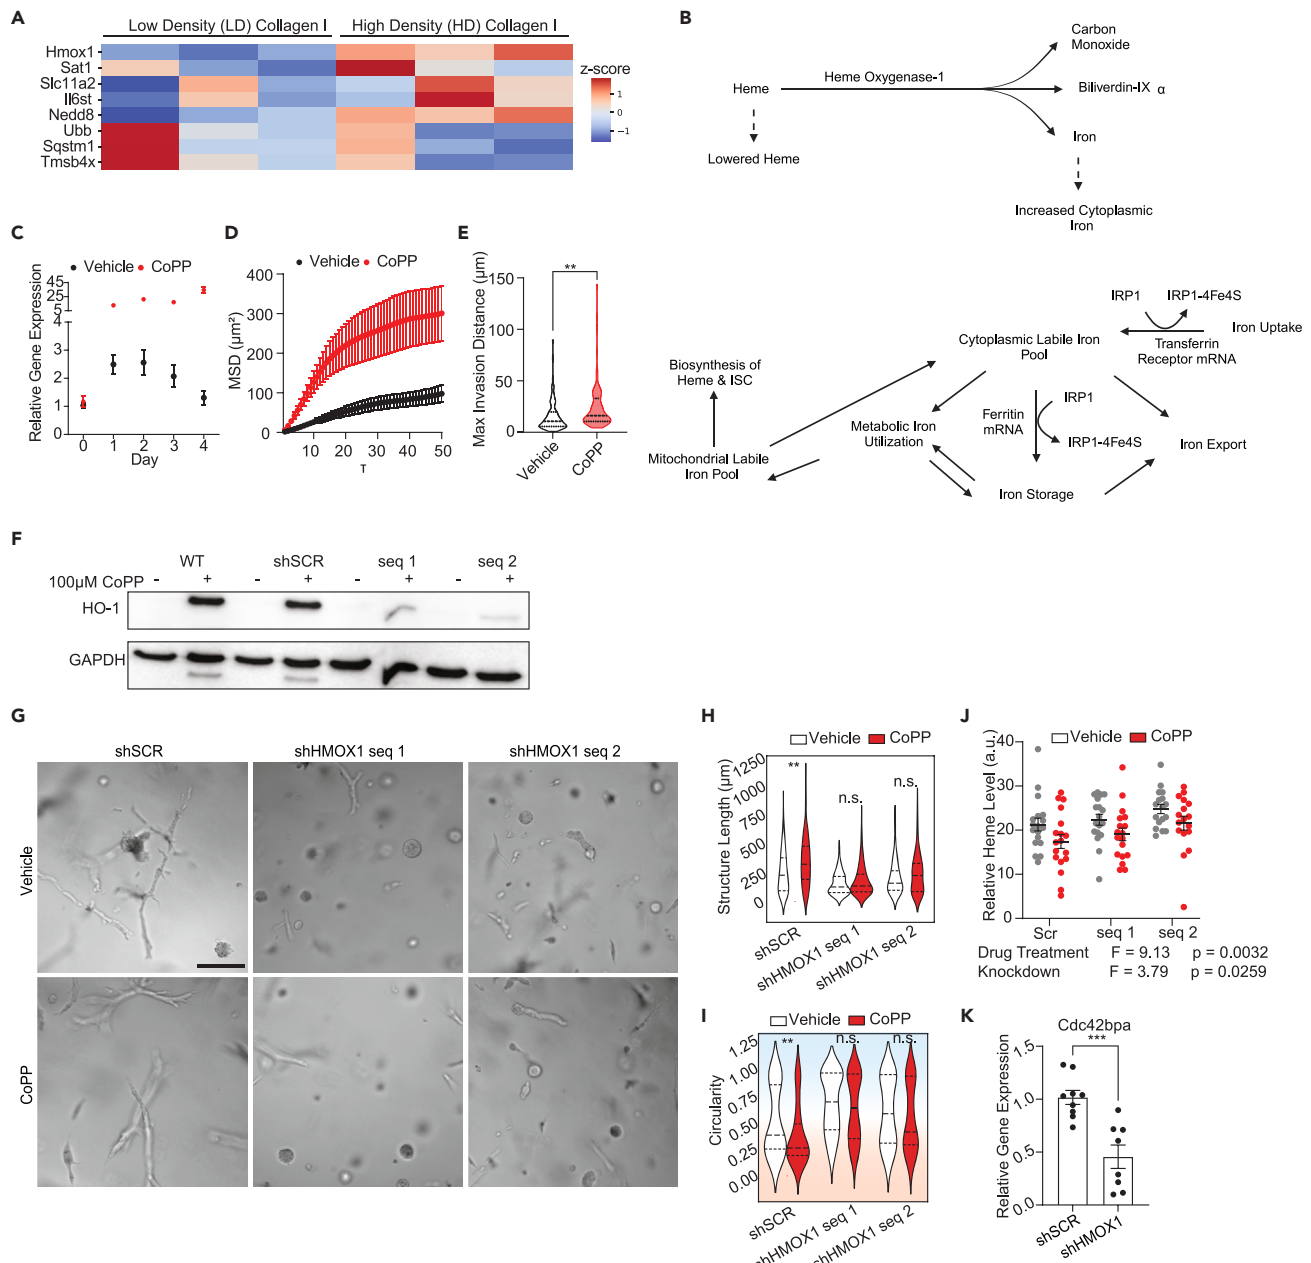 A
Low Density (LD) Collagen I
High Density (HD) Collagen I
Hmox1
Sat1
Slc11a2
Il6st
Nedd8
Ubb
Sqstm1
Tmsb4x
z-score
1
0
−1
B
Heme
Heme Oxygenase-1
Carbon
Monoxide
Biliverdin-IX α
Iron
Lowered Heme
Increased Cytoplasmic
Iron
IRP1
IRP1-4Fe4S
Iron Uptake
Transferrin
Receptor mRNA
Cytoplasmic Labile Iron
Pool
Biosynthesis of
Heme & ISC
Ferritin
mRNA
IRP1
IRP1-4Fe4S
Metabolic Iron
Utilization
Iron Export
Mitochondrial Labile
Iron Pool
Iron Storage
C
Vehicle
CoPP
Relative Gene Expression
45
25
5
4
3
2
1
0
0
1
2
3
4
Day
D
Vehicle
CoPP
MSD (µm²)
400
300
200
100
0
10
20
30
40
50
τ
E
**
Max Invasion Distance (µm)
150
100
50
0
Vehicle
CoPP
F
WT
shSCR
seq 1
seq 2
100µM CoPP
-
+
-
+
-
+
-
+
HO-1
GAPDH
G
shSCR
shHMOX1 seq 1
shHMOX1 seq 2
Vehicle
CoPP
H
Vehicle
CoPP
Structure Length (µm)
1250
1000
750
500
250
0
**
n.s.
n.s.
shSCR
shHMOX1 seq 1
shHMOX1 seq 2
I
Vehicle
CoPP
Circularity
1.25
1.00
0.75
0.50
0.25
0.00
**
n.s.
n.s.
shSCR
shHMOX1 seq 1
shHMOX1 seq 2
J
Vehicle
CoPP
Relative Heme Level (a.u.)
40
30
20
10
0
Scr
seq 1
seq 2
Drug Treatment F = 9.13 p = 0.0032
Knockdown F = 3.79 p = 0.0259
K
Cdc42bpa
***
Relative Gene Expression
1.5
1.0
0.5
0.0
shSCR
shHMOX1